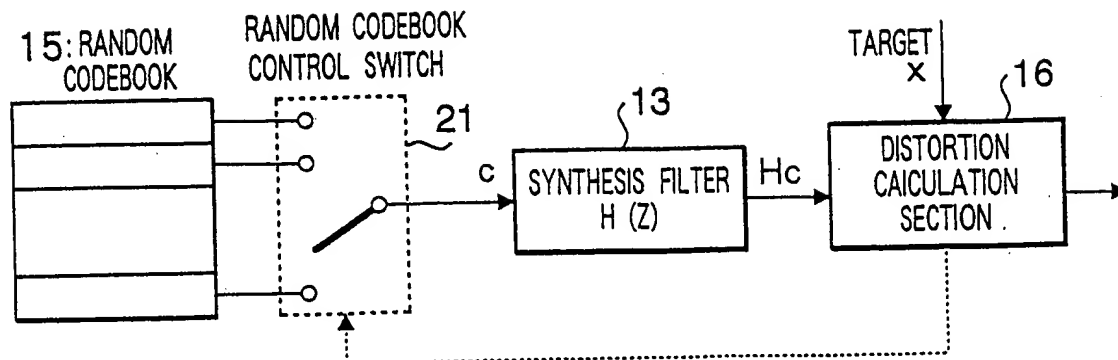 15: RANDOM
CODEBOOK
RANDOM CODEBOOK
CONTROL SWITCH
21
c
13
SYNTHESIS FILTER
H (Z)
Hc
TARGET
x
16
DISTORTION
CAICULATION
SECTION